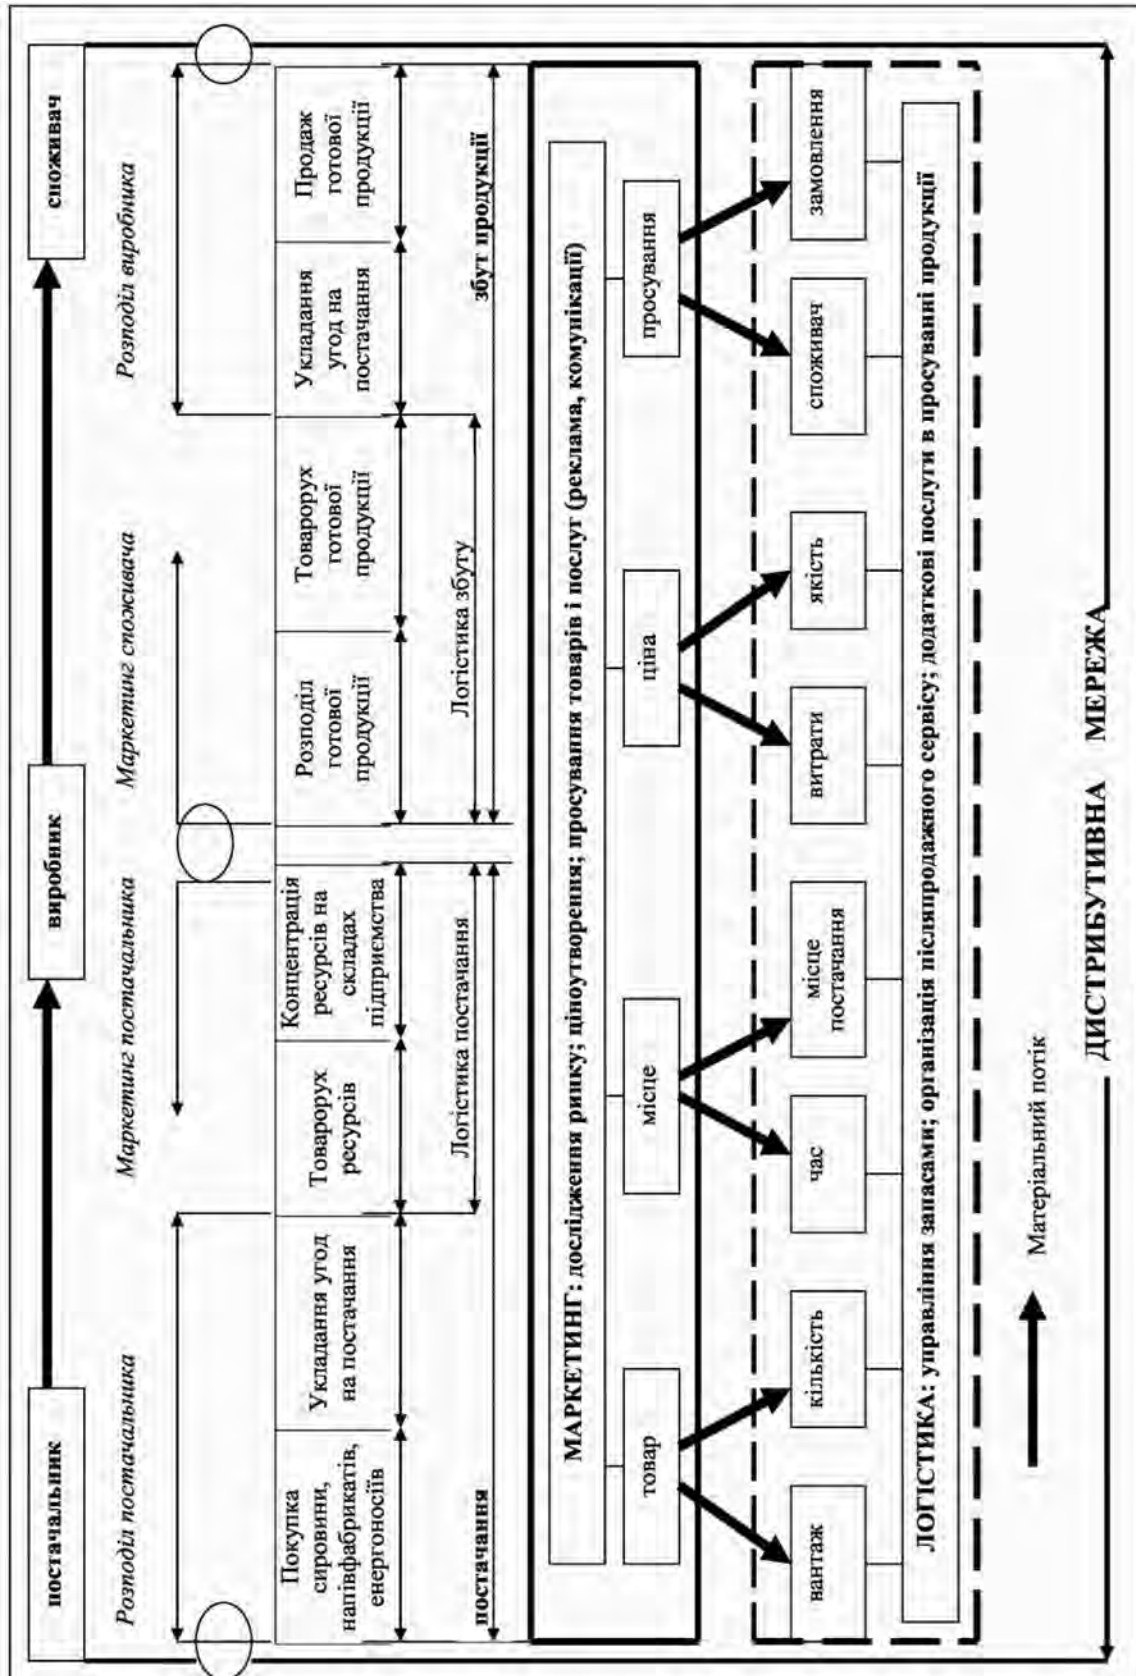 постачальник
виробник
споживач
Розподіл постачальника
Маркетинг постачальника
Маркетинг споживача
Розподіл виробника
Покупка
сировини,
напівфабрикатів,
енергоносіїв
Укладання угод
на постачання
Товарорух
ресурсів
Концентрація
ресурсів на
складах
підприємства
Розподіл
готової
продукції
Товарорух
готової
продукції
Укладання
угод на
постачання
Продаж
готової
продукції
Логістика постачання
Логістика збуту
постачання
збут продукції
МАРКЕТИНГ: дослідження ринку; ціноутворення; просування товарів і послуг (реклама, комунікації)
товар
місце
ціна
просування
вантаж
кількість
час
місце
постачання
витрати
якість
споживач
замовлення
ЛОГІСТИКА: управління запасами; організація післяпродажного сервісу; додаткові послуги в просуванні продукції
Матеріальний потік
ДИСТРИБУТИВНА МЕРЕЖА